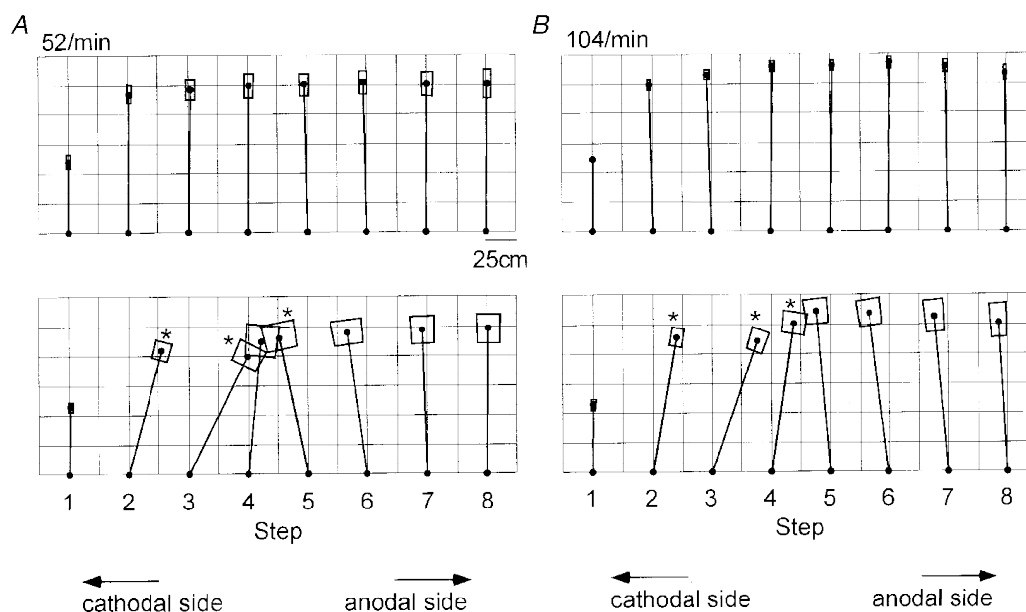 A
52/min
25cm
* * *
1 2 3 4 5 6 7 8
Step
cathodal side anodal side
B
104/min
* * *
1 2 3 4 5 6 7 8
Step
cathodal side anodal side